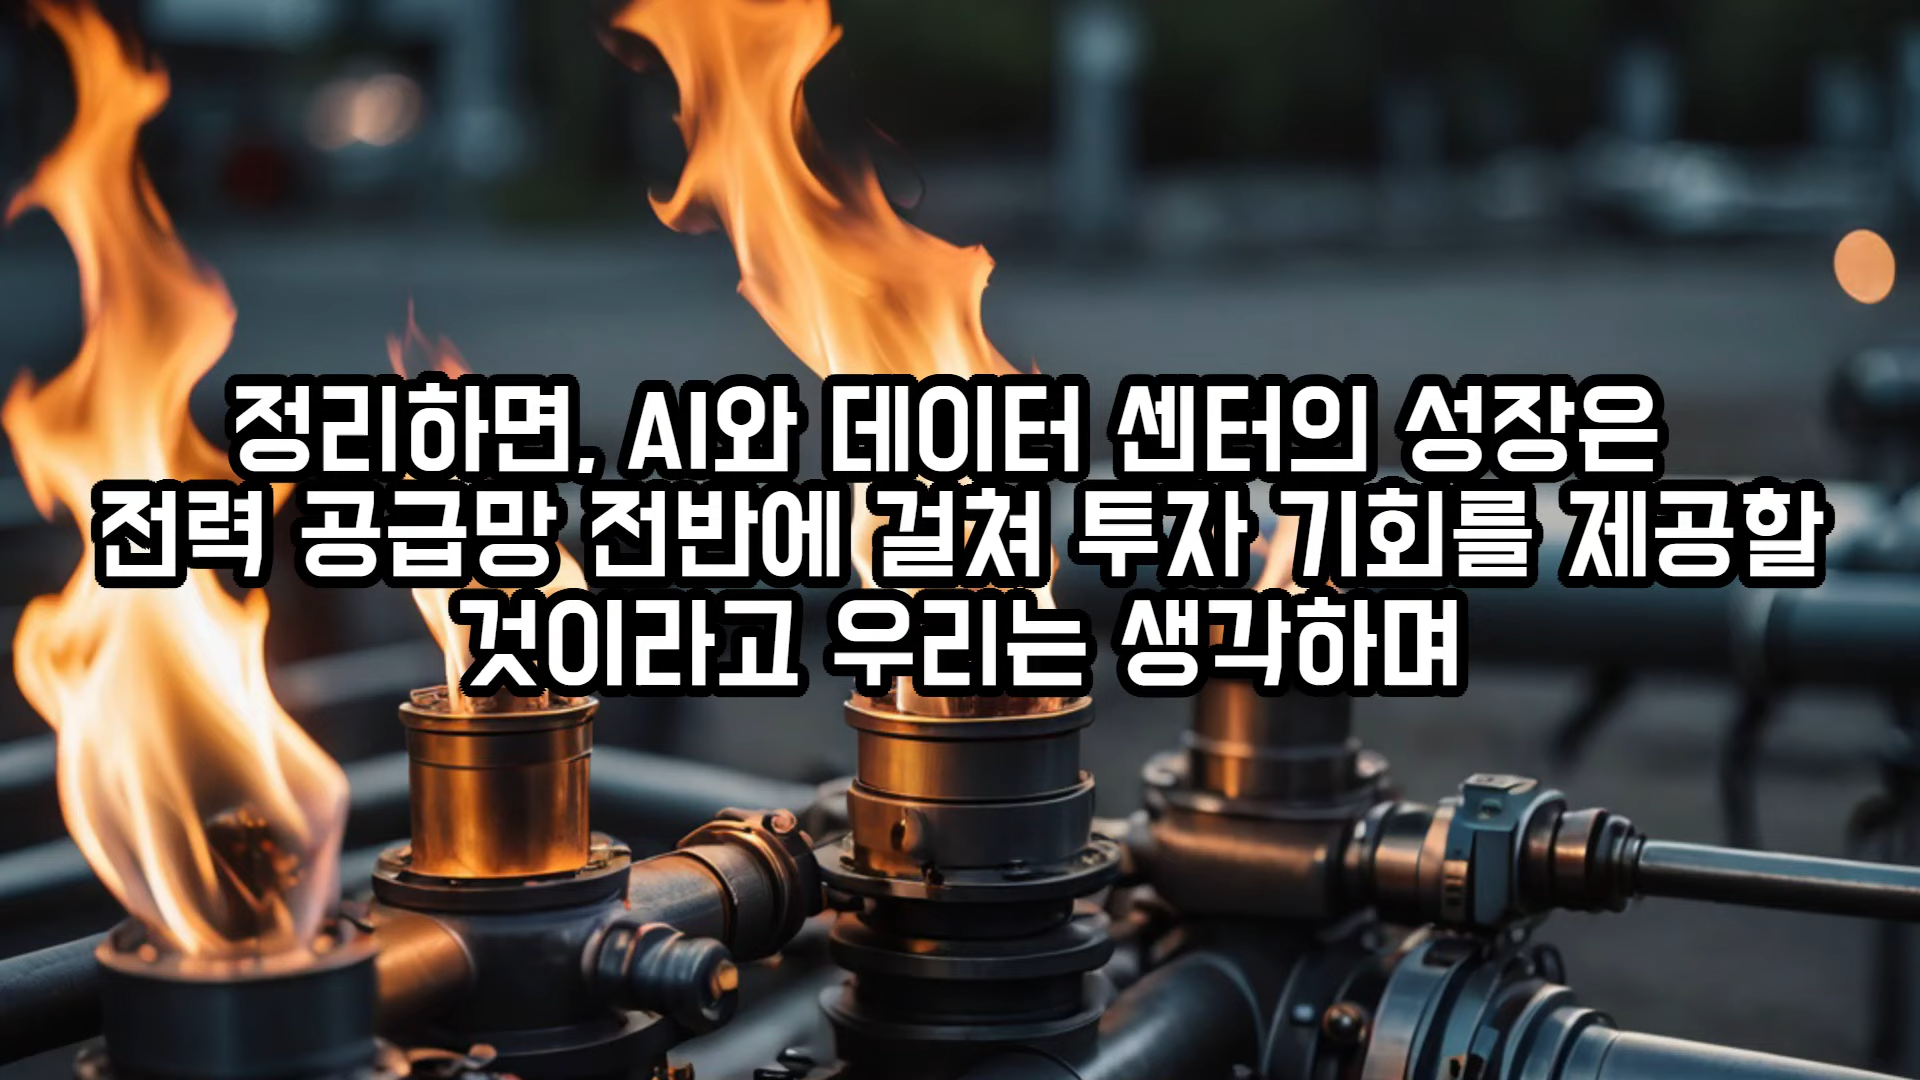 정리하면, AI와 데이터 센터의 성장은
전력 공급망 전반에 걸쳐 투자 기회를 제공할
것이라고 우리는 생각하며